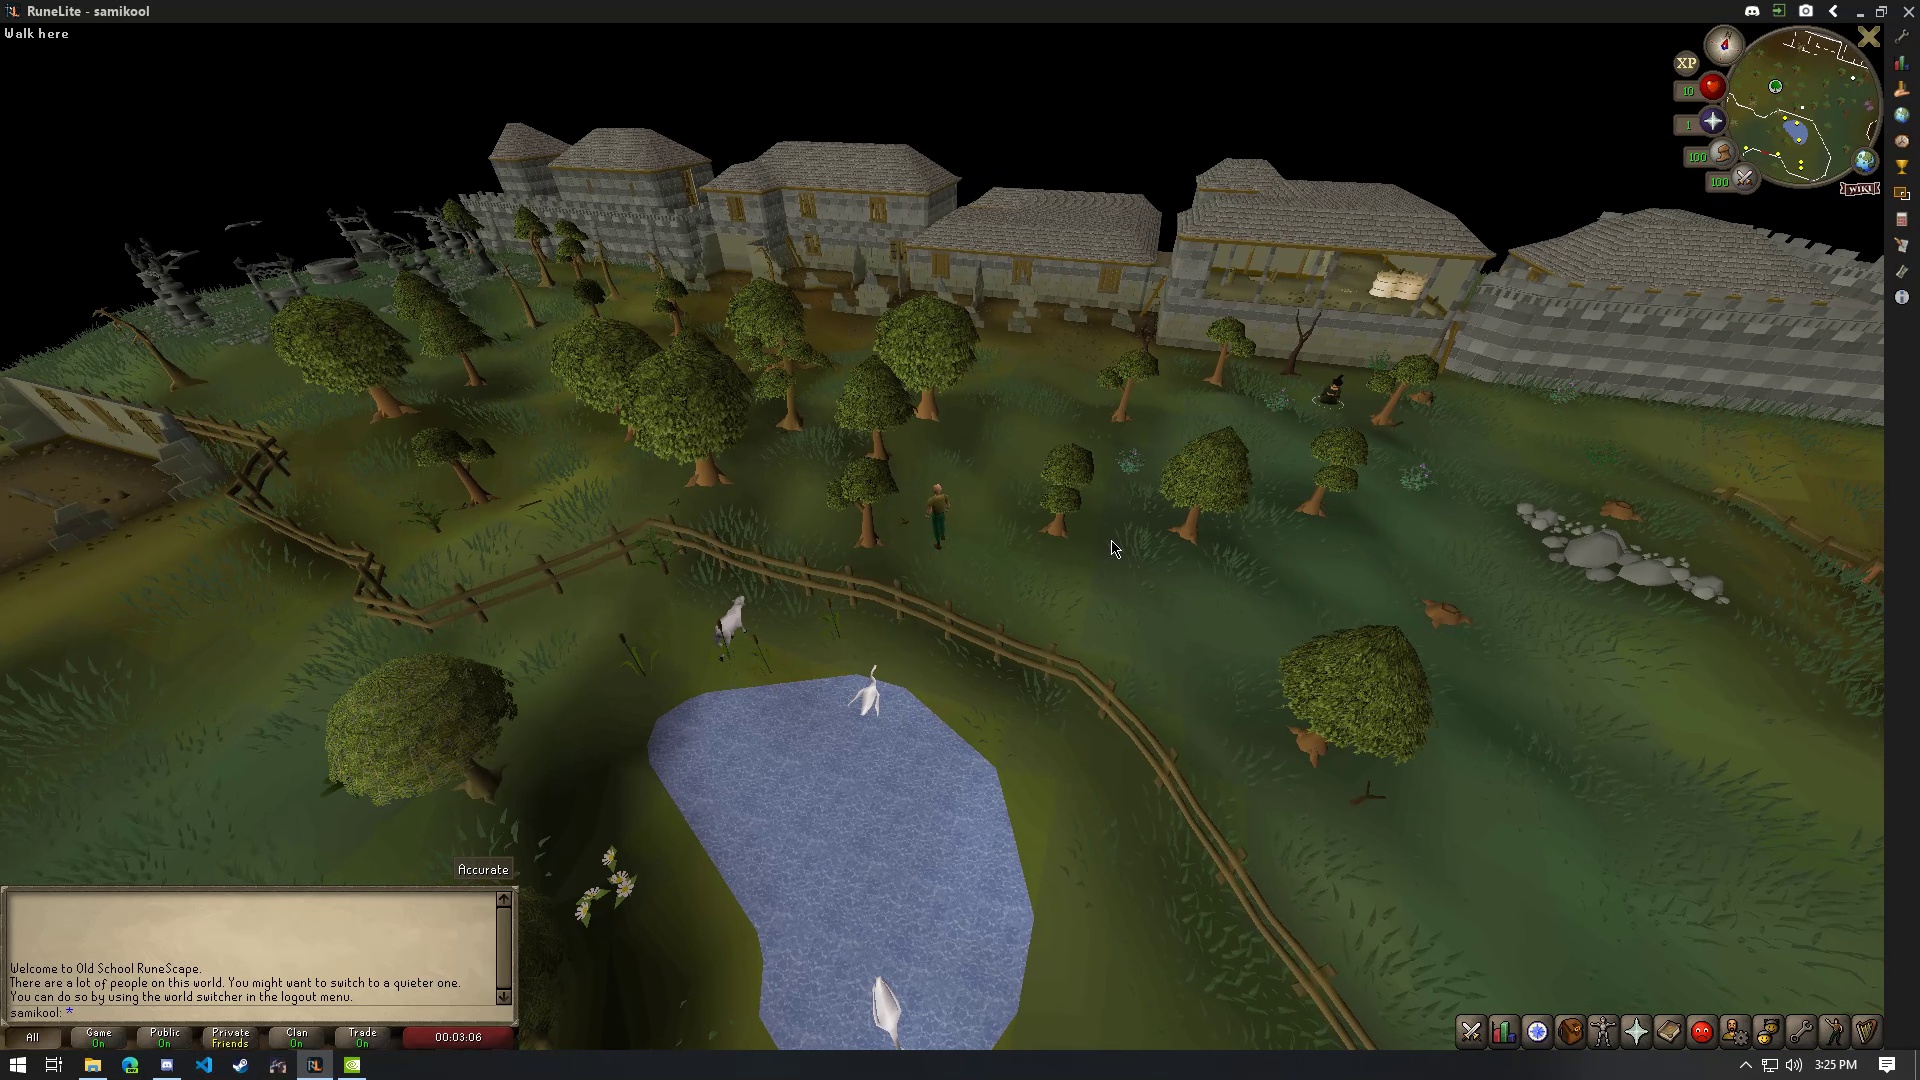 RuneLite - samikool
Walk here
N
XP
10
1
100
100
WIKI
Accurate
Welcome to Old School RuneScape.
There are a lot of people on this world. You might want to switch to a quieter one.
You can do so by using the world switcher in the logout menu.
samikool: *
All
Game
On
Public
On
Private
Friends
Clan
On
Trade
On
00:03:06
3:25 PM